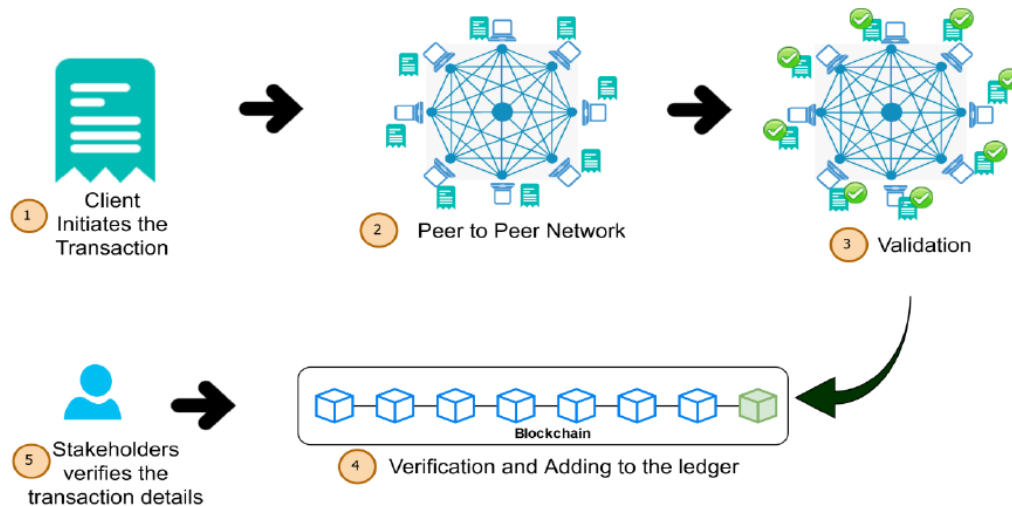 1
Client
Initiates the
Transaction
2
Peer to Peer Network
3
Validation
Blockchain
4
Verification and Adding to the ledger
5
Stakeholders
verifies the
transaction details